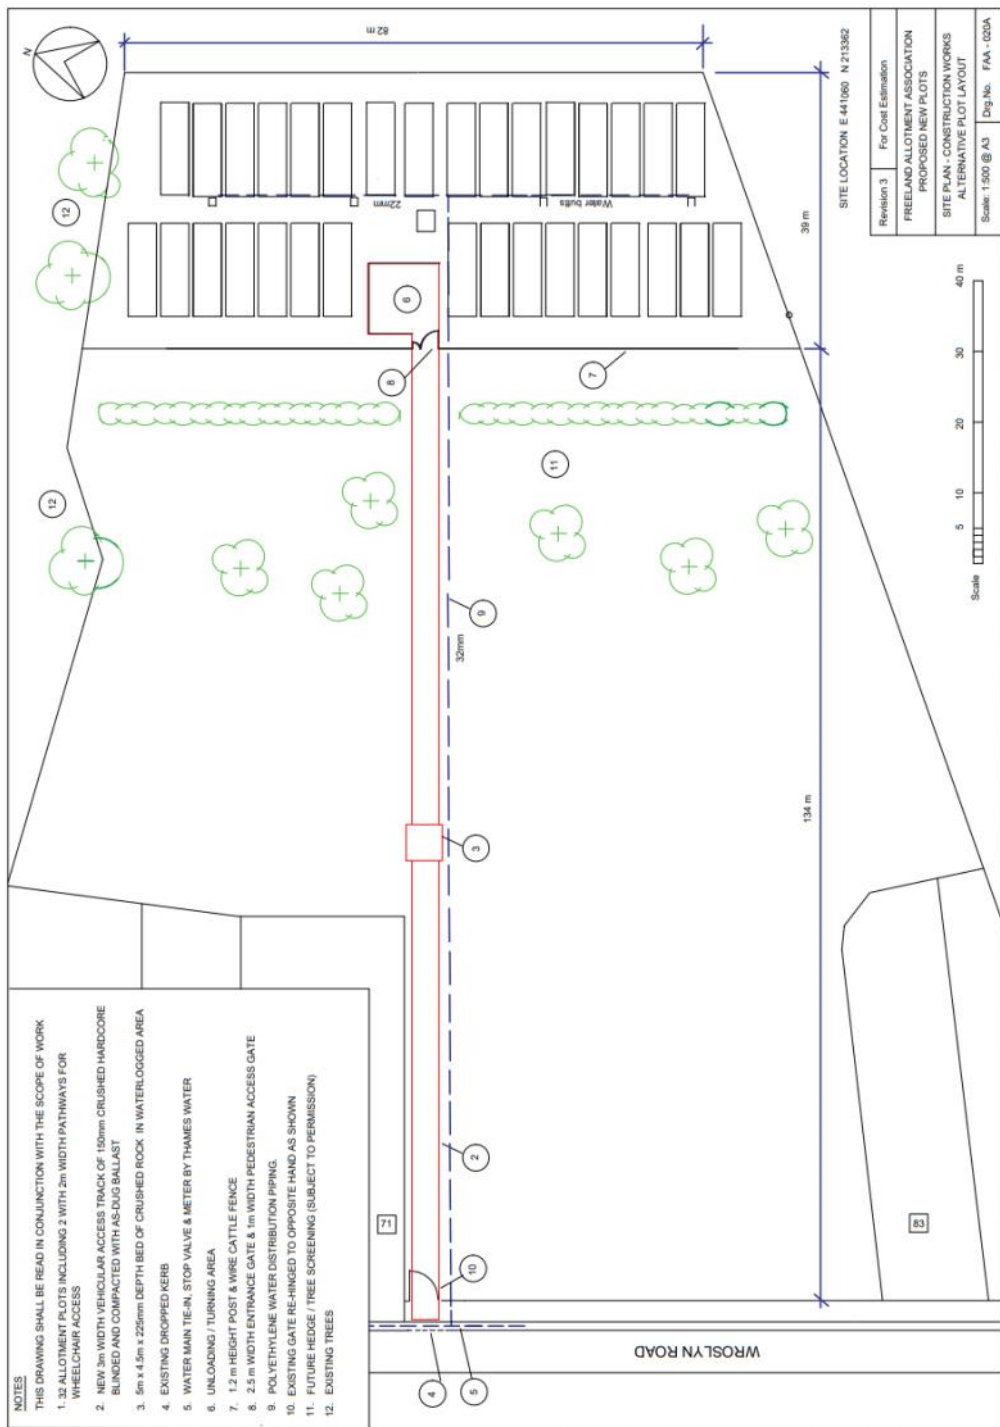 NOTES
THIS DRAWING SHALL BE READ IN CONJUNCTION WITH THE SCOPE OF WORK
1. 32 ALLOTMENT PLOTS INCLUDING 2 WITH 2m WIDTH PATHWAYS FOR
WHEELCHAIR ACCESS
2. NEW 3m WIDTH VEHICULAR ACCESS TRACK OF 150mm CRUSHED HARDCORE
BLINDED AND COMPACTED WITH AS-DUG BALLAST
3. 5m x 4.5m x 225mm DEPTH BED OF CRUSHED ROCK IN WATERLOGGED AREA
4. EXISTING DROPPED KERB
5. WATER MAIN TIE-IN, STOP VALVE & METER BY THAMES WATER
6. UNLOADING / TURNING AREA
7. 1.2 m HEIGHT POST & WIRE CATTLE FENCE
8. 2.5 m WIDTH ENTRANCE GATE & 1m WIDTH PEDESTRIAN ACCESS GATE
9. POLYETHYLENE WATER DISTRIBUTION PIPING.
10. EXISTING GATE RE-HINGED TO OPPOSITE HAND AS SHOWN
11. FUTURE HEDGE / TREE SCREENING (SUBJECT TO PERMISSION)
12. EXISTING TREES
12
12
N
82 m
22mm
Water butts
6
8
7
11
9
32mm
3
2
10
4
5
71
83
WROSLYN ROAD
134 m
39 m
Scale
5
10
20
30
40 m
SITE LOCATION E 441060 N 213362
Revision 3
For Cost Estimation
FREELAND ALLOTMENT ASSOCIATION
PROPOSED NEW PLOTS
SITE PLAN - CONSTRUCTION WORKS
ALTERNATIVE PLOT LAYOUT
Scale: 1:500 @ A3
Drg.No. FAA - 020A